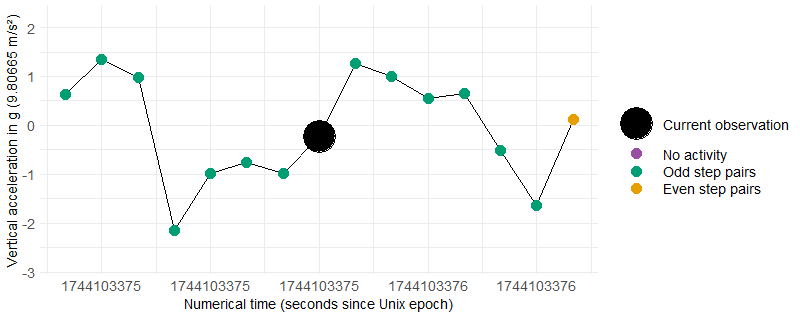 Vertical acceleration in g (9.80665 m/s²)
2
1
0
-1
-2
-3
1744103375 1744103375 1744103375 1744103376 1744103376
Numerical time (seconds since Unix epoch)
Current observation
No activity
Odd step pairs
Even step pairs